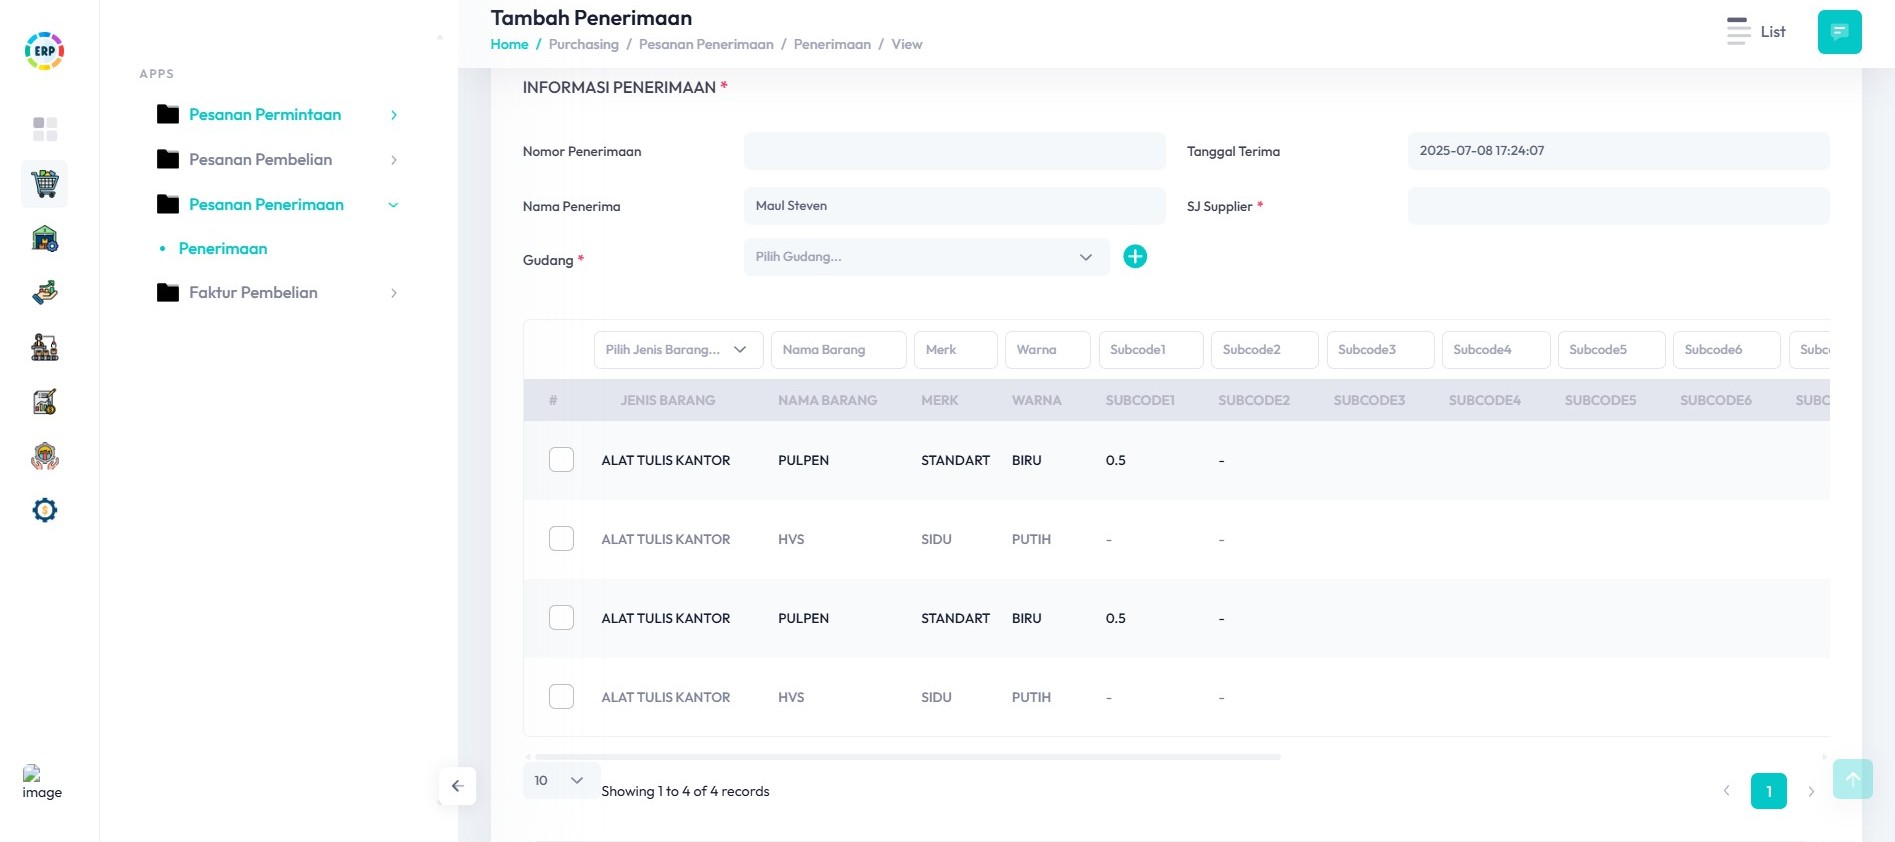 ERP
APPS
Pesanan Permintaan
Pesanan Pembelian
Pesanan Penerimaan
Penerimaan
Faktur Pembelian
image
Tambah Penerimaan
Home / Purchasing / Pesanan Penerimaan / Penerimaan / View
List
INFORMASI PENERIMAAN *
Nomor Penerimaan
Tanggal Terima 2025-07-08 17:24:07
Nama Penerima Maul Steven
SJ Supplier *
Gudang * Pilih Gudang...
Pilih Jenis Barang... Nama Barang Merk Warna Subcode1 Subcode2 Subcode3 Subcode4 Subcode5 Subcode6 Subc
# JENIS BARANG NAMA BARANG MERK WARNA SUBCODE1 SUBCODE2 SUBCODE3 SUBCODE4 SUBCODE5 SUBCODE6 SUBC
ALAT TULIS KANTOR PULPEN STANDART BIRU 0.5 -
ALAT TULIS KANTOR HVS SIDU PUTIH - -
ALAT TULIS KANTOR PULPEN STANDART BIRU 0.5 -
ALAT TULIS KANTOR HVS SIDU PUTIH - -
10 Showing 1 to 4 of 4 records
1